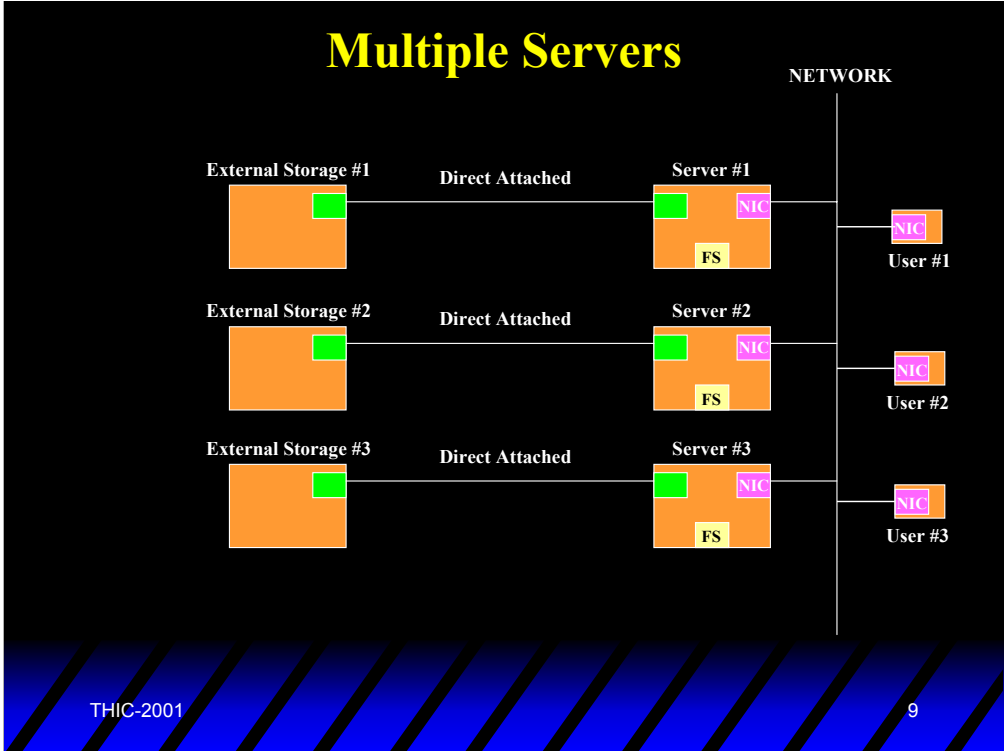 Multiple Servers
NETWORK
External Storage #1
Direct Attached
Server #1
NIC
FS
NIC
User #1
External Storage #2
Direct Attached
Server #2
NIC
FS
NIC
User #2
External Storage #3
Direct Attached
Server #3
NIC
FS
NIC
User #3
THIC-2001
9